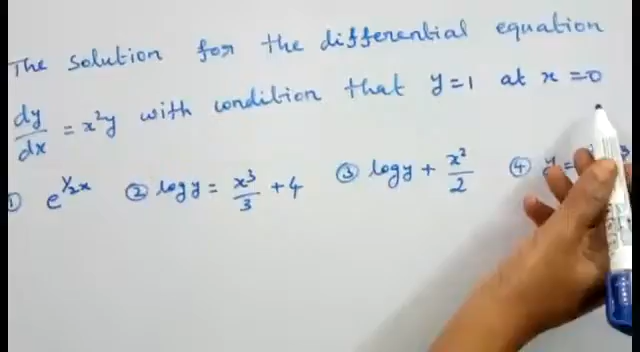 The solution for the differential equation
dy/dx = x²y with condition that y=1 at x=0
① e^{1/2x} ② log y = x³/3 + 4 ③ log y + x²/2 ④ y =